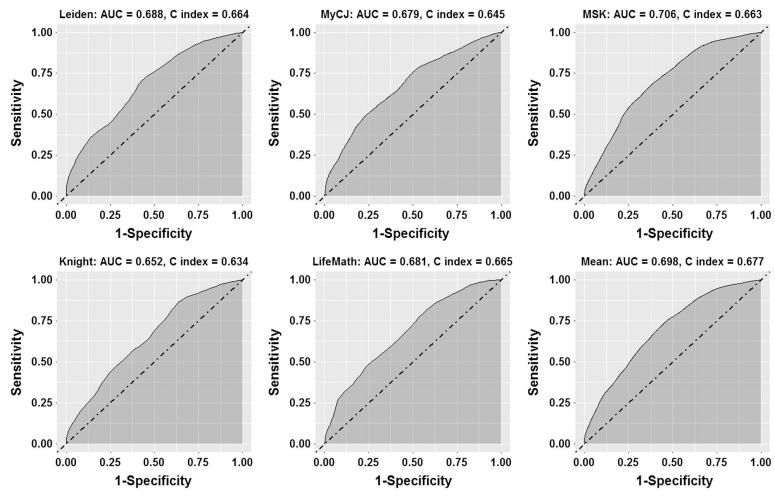 Leiden: AUC = 0.688, C index = 0.664
MyCJ: AUC = 0.679, C index = 0.645
MSK: AUC = 0.706, C index = 0.663
Sensitivity
1.00
0.75
0.50
0.25
0.00
0.00 0.25 0.50 0.75 1.00
1-Specificity
Sensitivity
1.00
0.75
0.50
0.25
0.00
0.00 0.25 0.50 0.75 1.00
1-Specificity
Sensitivity
1.00
0.75
0.50
0.25
0.00
0.00 0.25 0.50 0.75 1.00
1-Specificity
Knight: AUC = 0.652, C index = 0.634
LifeMath: AUC = 0.681, C index = 0.665
Mean: AUC = 0.698, C index = 0.677
Sensitivity
1.00
0.75
0.50
0.25
0.00
0.00 0.25 0.50 0.75 1.00
1-Specificity
Sensitivity
1.00
0.75
0.50
0.25
0.00
0.00 0.25 0.50 0.75 1.00
1-Specificity
Sensitivity
1.00
0.75
0.50
0.25
0.00
0.00 0.25 0.50 0.75 1.00
1-Specificity